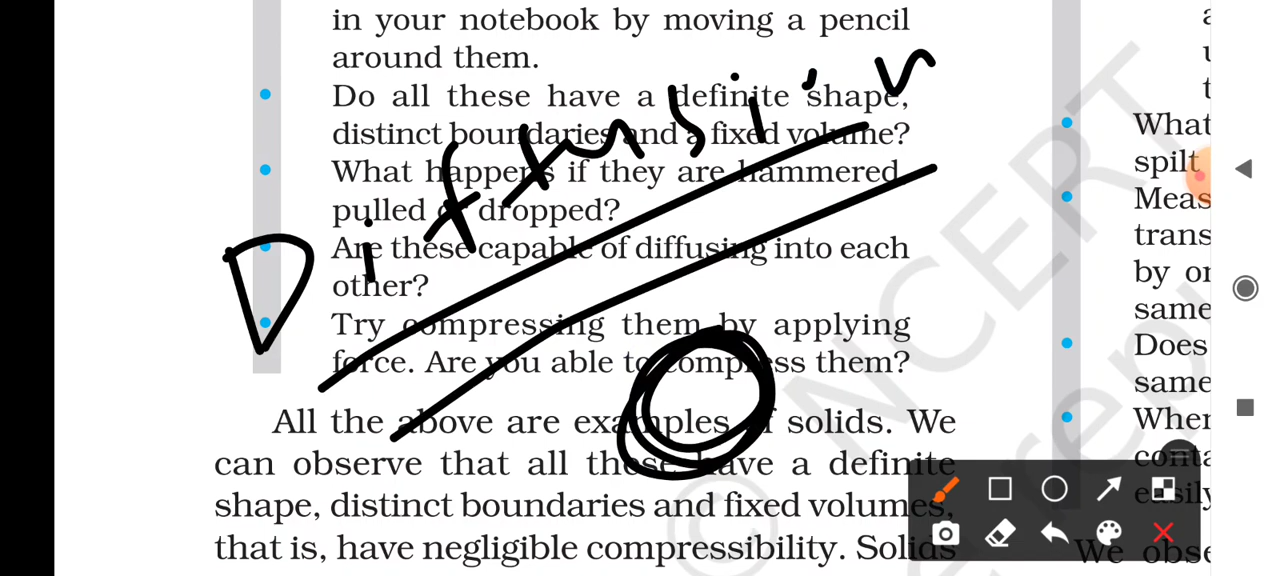 in your notebook by moving a pencil
around them.
Do all these have a definite shape,
distinct boundaries and a fixed volume?
What happens if they are hammered,
pulled or dropped?
Are these capable of diffusing into each
other?
Try compressing them by applying
force. Are you able to compress them?
All the above are examples of solids. We
can observe that all these have a definite
shape, distinct boundaries and fixed volumes,
that is, have negligible compressibility. Solids
What
spilt
Meas
trans
by or
same
Does
same
When
conta
easily
We obse
© NCERT